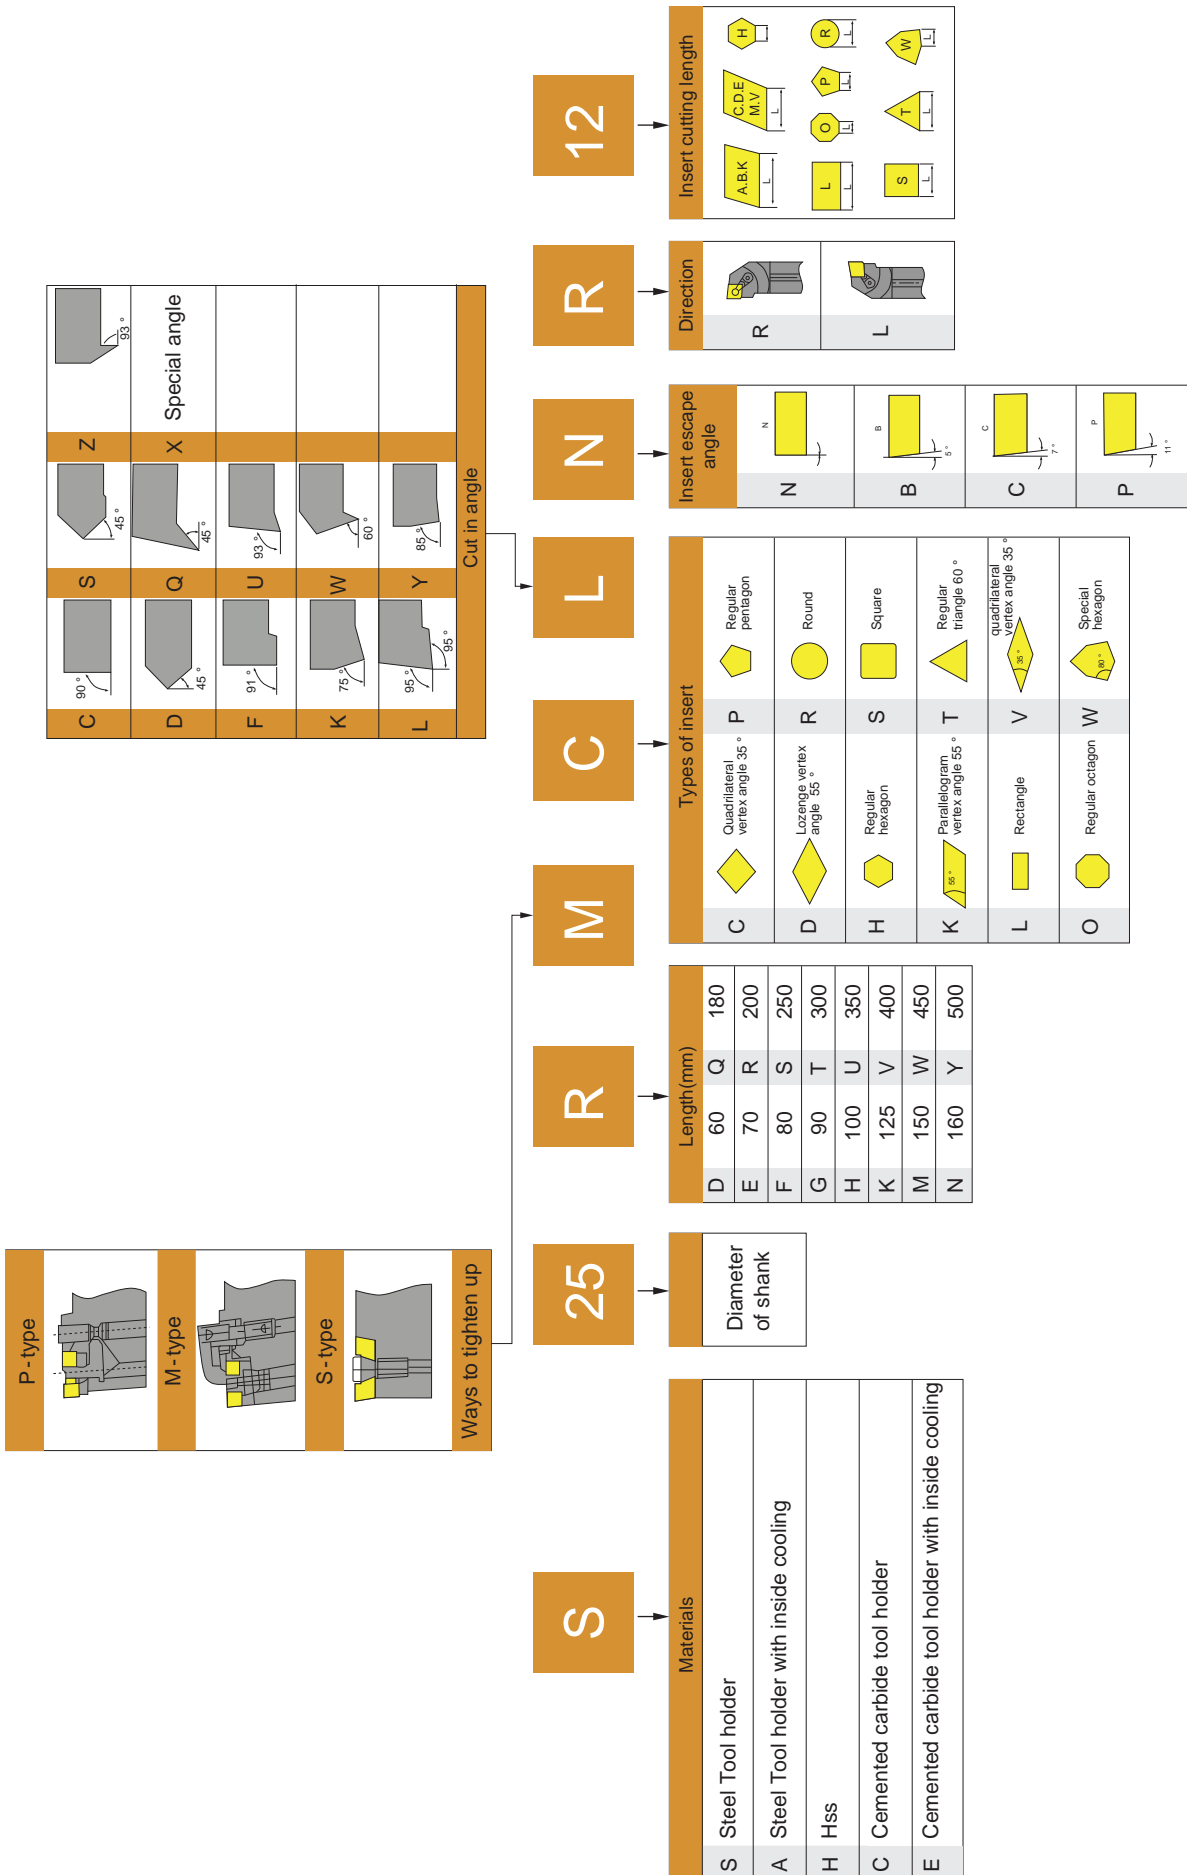 P-type
M-type
S-type
Ways to tighten up
C
90 °
S
45 °
Z
93 °
D
45 °
Q
45 °
X
Special angle
F
91 °
U
93 °
K
75 °
W
60 °
L
95 °
95 °
Y
85 °
Cut in angle
S
25
R
M
C
L
N
R
12
Materials
S
Steel Tool holder
A
Steel Tool holder with inside cooling
H
Hss
C
Cemented carbide tool holder
E
Cemented carbide tool holder with inside cooling
Diameter
of shank
Length(mm)
D 60 Q 180
E 70 R 200
F 80 S 250
G 90 T 300
H 100 U 350
K 125 V 400
M 150 W 450
N 160 Y 500
Types of insert
C
Quadrilateral
vertex angle 35 °
P
Regular
pentagon
D
Lozenge vertex
angle 55 °
R
Round
H
Regular
hexagon
S
Square
K
55 °
Parallelogram
vertex angle 55 °
T
Regular
triangle 60 °
L
Rectangle
V
35 °
quadrilateral
vertex angle 35 °
O
Regular octagon
W
80 °
Special
hexagon
Insert escape
angle
N
N
B
B
5 °
C
C
7 °
P
P
11 °
Direction
R
L
Insert cutting length
A.B.K
L
C.D.E
M.V
L
H
L
L
O
L
P
L
R
L
S
L
T
L
W
L